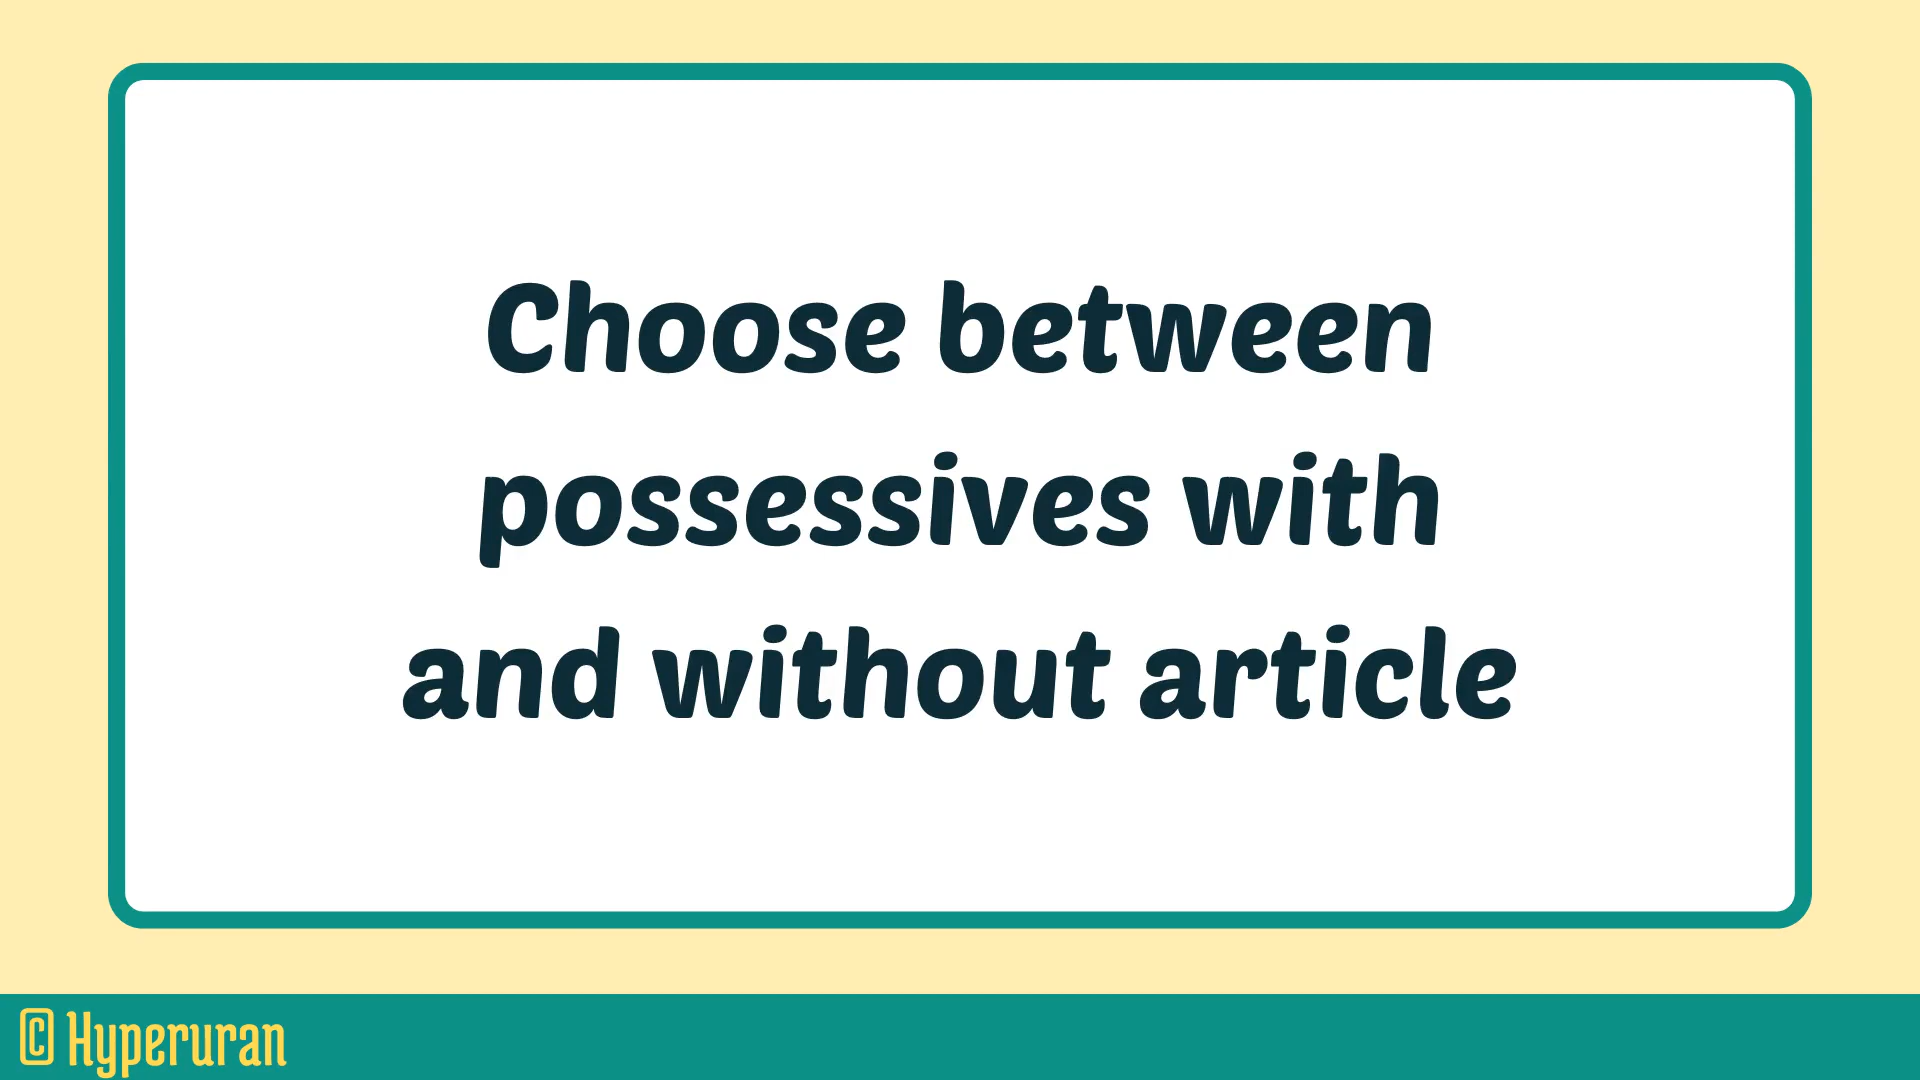 Choose between
possessives with
and without article
© Hyperuran